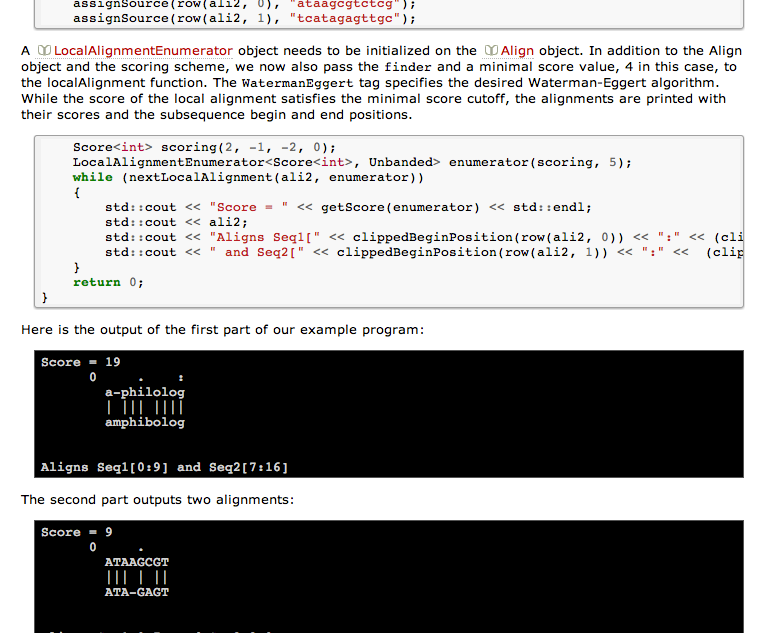 assignSource(row(ali2, 0), "ataagcgtctcg");
assignSource(row(ali2, 1), "tcatagagttgc");
A LocalAlignmentEnumerator object needs to be initialized on the Align object. In addition to the Align
object and the scoring scheme, we now also pass the finder and a minimal score value, 4 in this case, to
the localAlignment function. The WatermanEggert tag specifies the desired Waterman-Eggert algorithm.
While the score of the local alignment satisfies the minimal score cutoff, the alignments are printed with
their scores and the subsequence begin and end positions.
Score<int> scoring(2, -1, -2, 0);
LocalAlignmentEnumerator<Score<int>, Unbanded> enumerator(scoring, 5);
while (nextLocalAlignment(ali2, enumerator))
{
std::cout << "Score = " << getScore(enumerator) << std::endl;
std::cout << ali2;
std::cout << "Aligns Seq1[" << clippedBeginPosition(row(ali2, 0)) << ":" << (cli
std::cout << " and Seq2[" << clippedBeginPosition(row(ali2, 1)) << ":" << (clip
}
return 0;
}
Here is the output of the first part of our example program:
Score = 19
0 . :
a-philolog
| ||| ||||
amphibolog
Aligns Seq1[0:9] and Seq2[7:16]
The second part outputs two alignments:
Score = 9
0 .
ATAAGCGT
||| | ||
ATA-GAGT